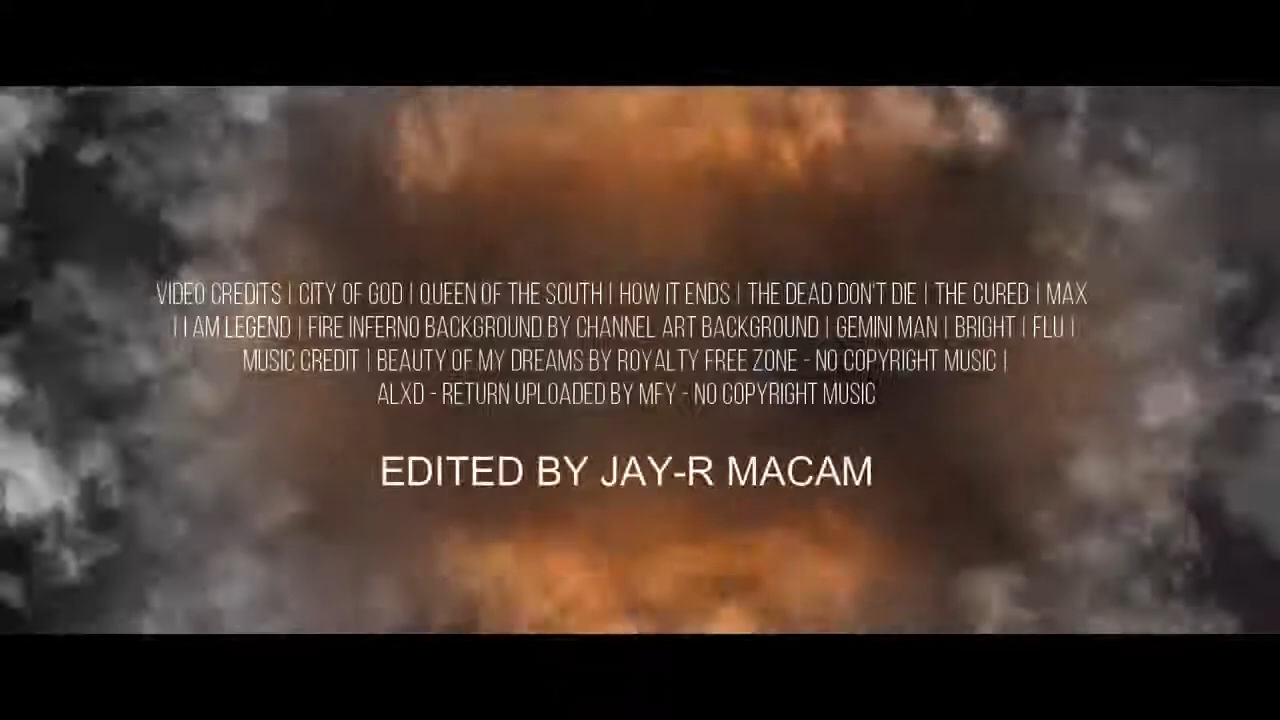 VIDEO CREDITS | CITY OF GOD | QUEEN OF THE SOUTH | HOW IT ENDS | THE DEAD DON'T DIE | THE CURED | MAX
| I AM LEGEND | FIRE INFERNO BACKGROUND BY CHANNEL ART BACKGROUND | GEMINI MAN | BRIGHT | FLU |
MUSIC CREDIT | BEAUTY OF MY DREAMS BY ROYALTY FREE ZONE - NO COPYRIGHT MUSIC |
ALXD - RETURN UPLOADED BY MFY - NO COPYRIGHT MUSIC
EDITED BY JAY-R MACAM